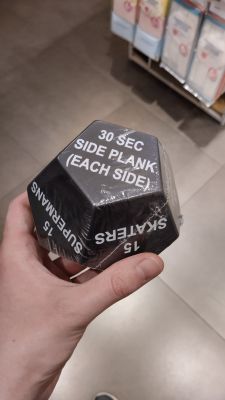 30 SEC
SIDE PLANK
(EACH SIDE)
15
SUPERMANS
15
SKATERS